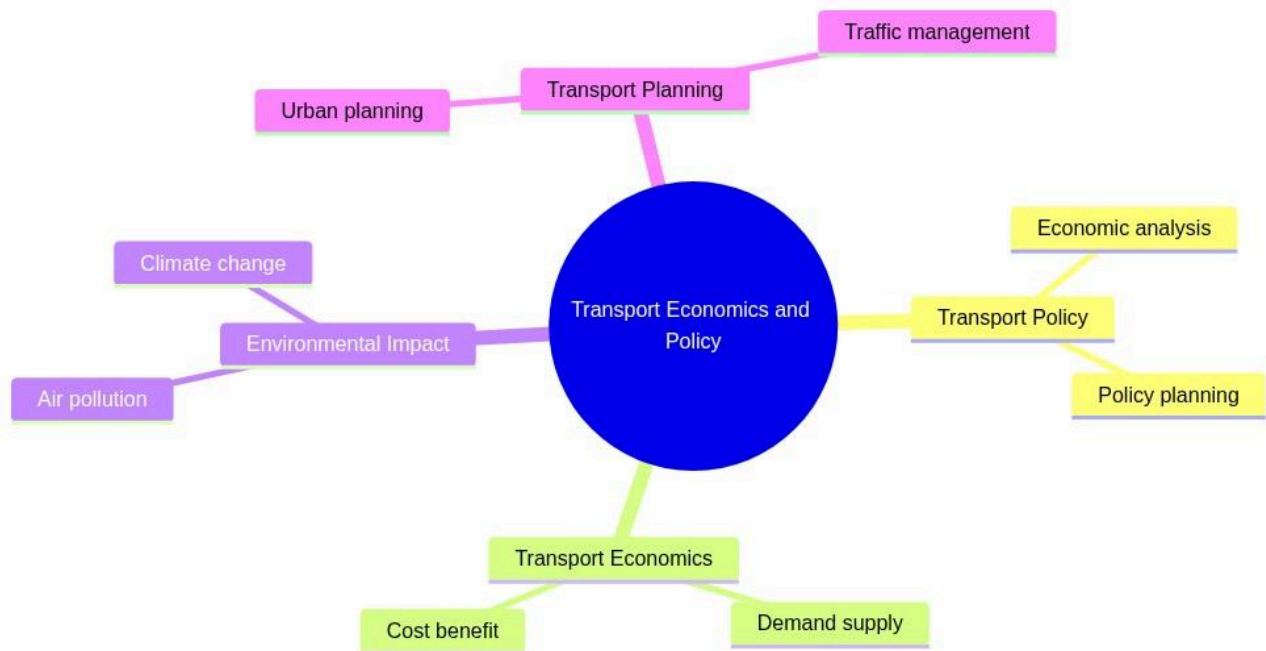 Traffic management
Transport Planning
Urban planning
Economic analysis
Climate change
Transport Economics and
Policy
Transport Policy
Environmental Impact
Policy planning
Air pollution
Transport Economics
Demand supply
Cost benefit